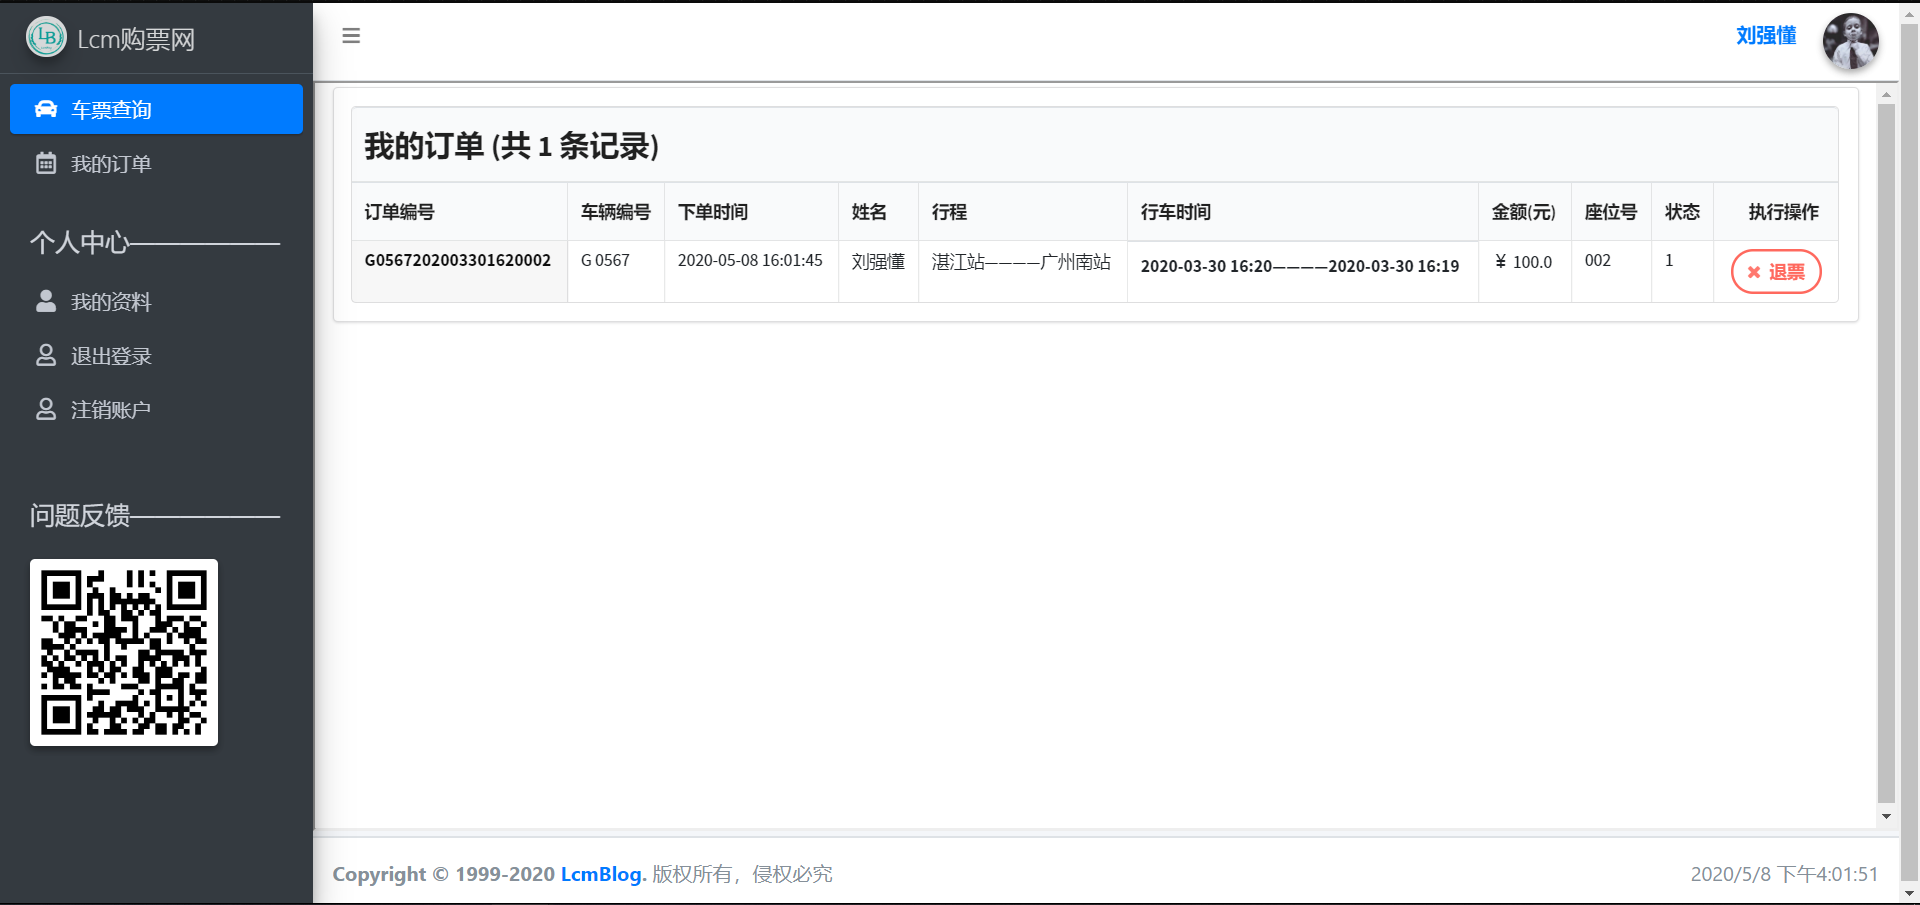 Lcm购票网
刘强懂
车票查询
我的订单
个人中心——————
我的资料
退出登录
注销账户
问题反馈——————
我的订单 (共 1 条记录)
订单编号 车辆编号 下单时间 姓名 行程 行车时间 金额(元) 座位号 状态 执行操作
G0567202003301620002 G 0567 2020-05-08 16:01:45 刘强懂 湛江站————广州南站 2020-03-30 16:20————2020-03-30 16:19 ¥ 100.0 002 1 退票
Copyright © 1999-2020 LcmBlog. 版权所有，侵权必究
2020/5/8 下午4:01:51